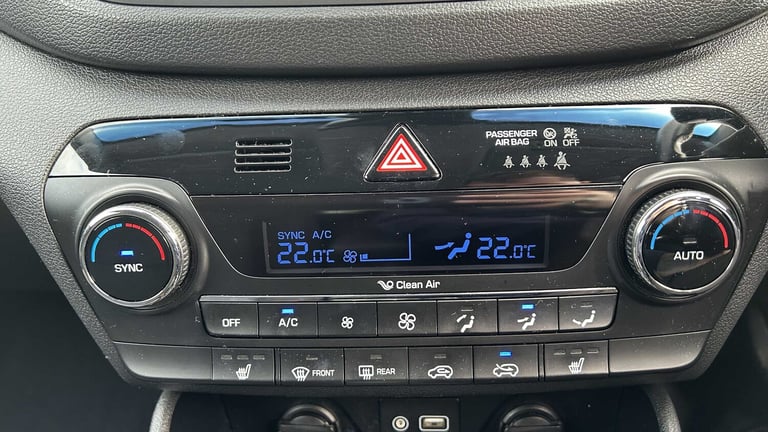 PASSENGER
AIR BAG
ON OFF
SYNC A/C
22.0°C
22.0°C
Clean Air
SYNC
AUTO
OFF
A/C
FRONT
REAR